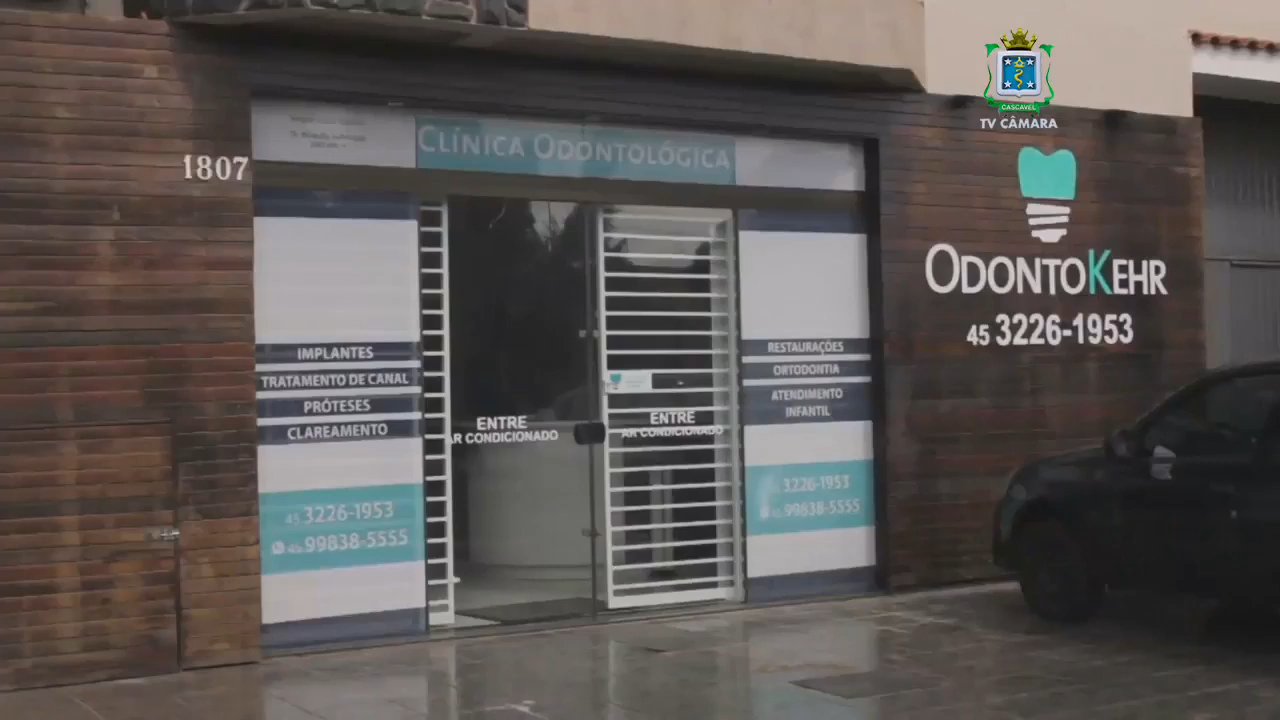 CASCAVEL
TV CÂMARA
1807
CLÍNICA ODONTOLÓGICA
IMPLANTES
TRATAMENTO DE CANAL
PRÓTESES
CLAREAMENTO
45 3226-1953
45 99838-5555
ENTRE
AR CONDICIONADO
ENTRE
AR CONDICIONADO
RESTAURAÇÕES
ORTODONTIA
ATENDIMENTO
INFANTIL
3226-1953
45 99838-5555
ODONTOKEHR
45 3226-1953